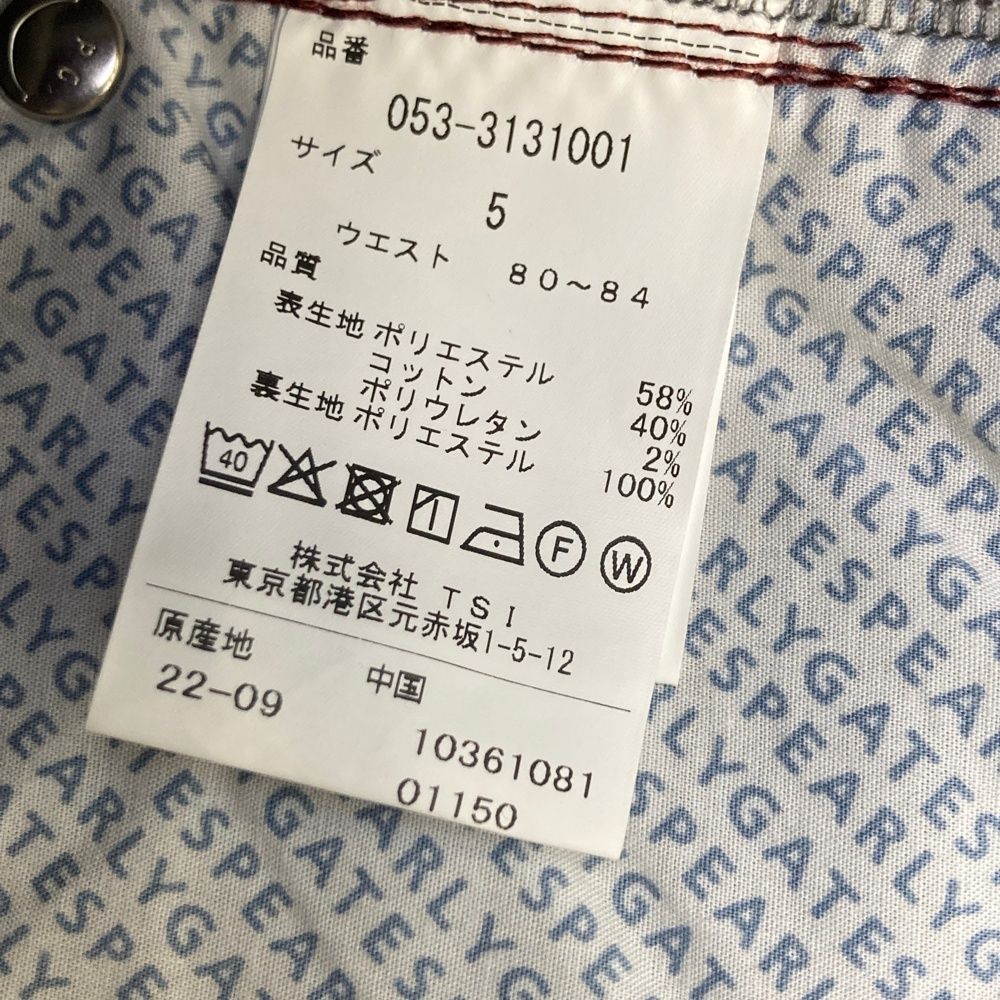 品番
053-3131001
サイズ
5
ウエスト 80~84
品質
表生地 ポリエステル 58%
コットン 40%
ポリウレタン 2%
裏生地 ポリエステル 100%
40
F W
株式会社 TSI
東京都港区元赤坂1-5-12
原産地 中国
22-09
10361081
01150
PEARLYGATES